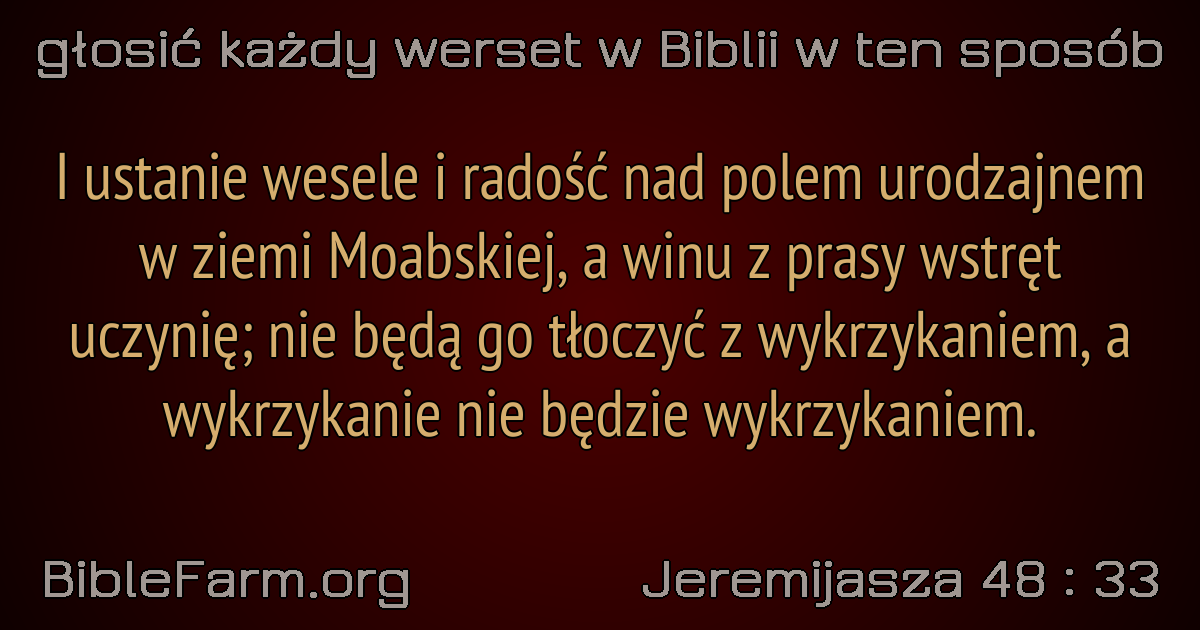 głosić każdy werset w Biblii w ten sposób
I ustanie wesele i radość nad polem urodzajnem
w ziemi Moabskiej, a winu z prasy wstręt
uczynię; nie będą go tłoczyć z wykrzykaniem, a
wykrzykanie nie będzie wykrzykaniem.
BibleFarm.org
Jeremijasza 48 : 33